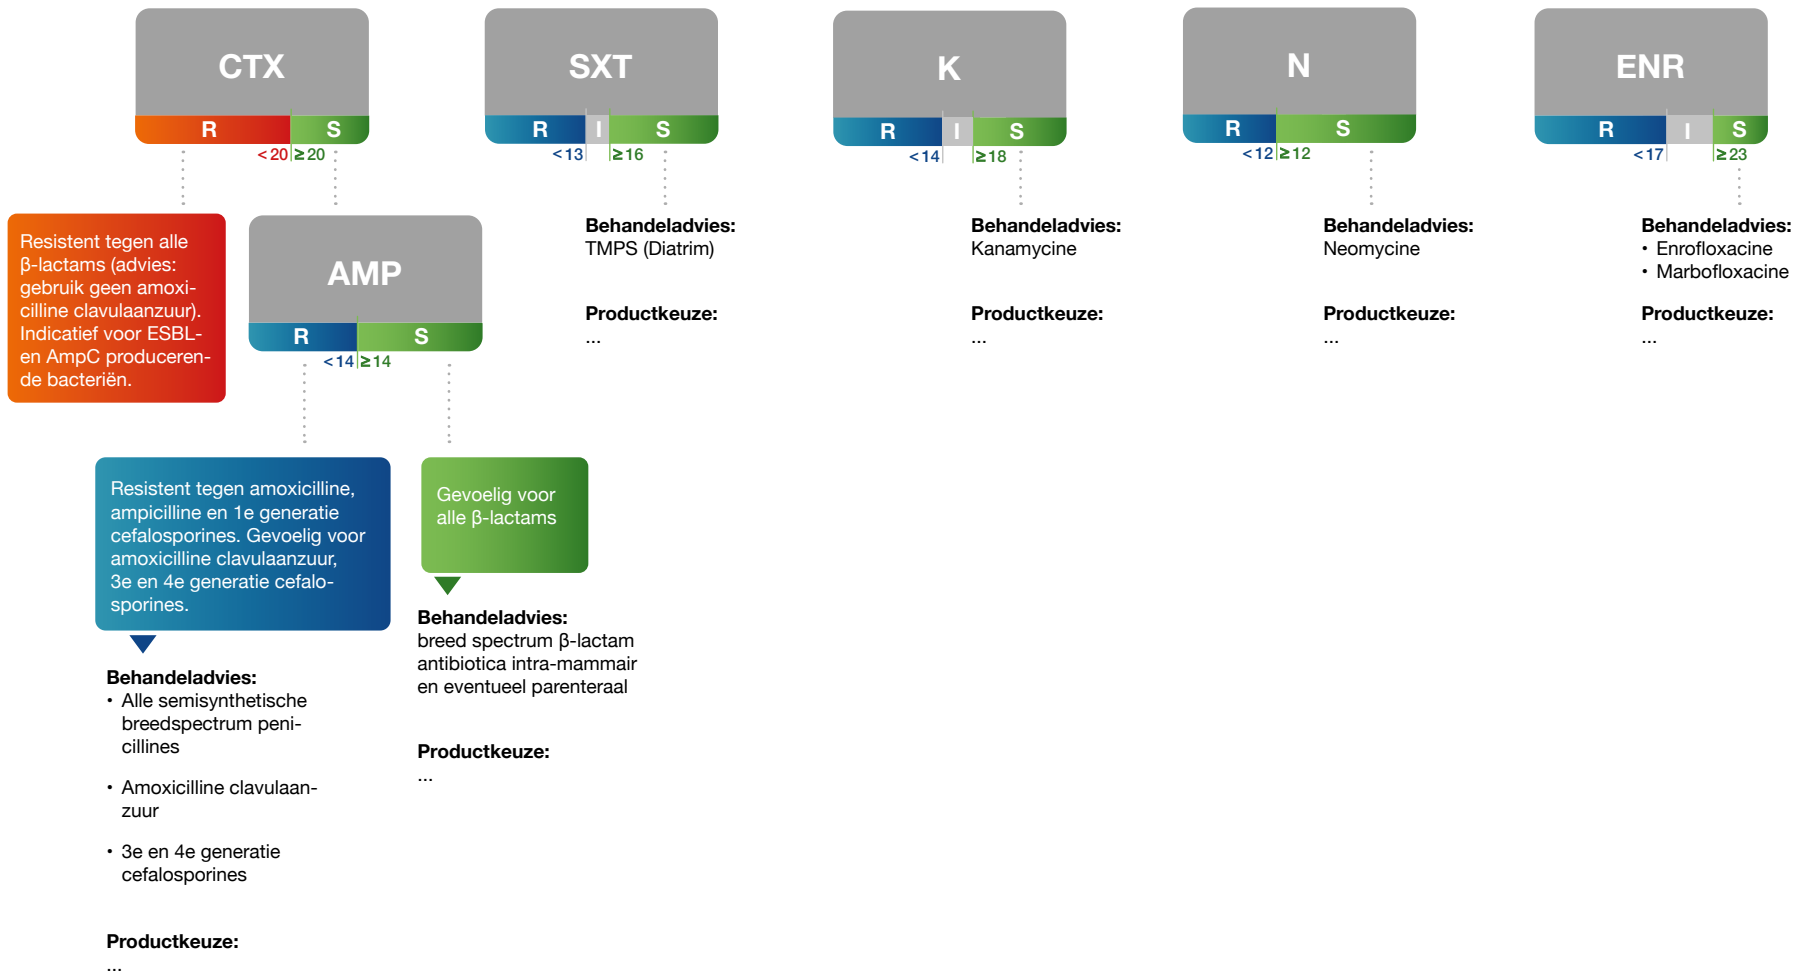 CTX
R S
<20 ≥20
SXT
R I S
<13 ≥16
K
R I S
<14 ≥18
N
R S
<12 ≥12
ENR
R I S
<17 ≥23
Resistent tegen alle
β-lactams (advies:
gebruik geen amoxi-
cilline clavulaanzuur).
Indicatief voor ESBL-
en AmpC produceren-
de bacteriën.
AMP
R S
<14 ≥14
Behandeladvies:
TMPS (Diatrim)
Productkeuze:
...
Behandeladvies:
Kanamycine
Productkeuze:
...
Behandeladvies:
Neomycine
Productkeuze:
...
Behandeladvies:
• Enrofloxacine
• Marbofloxacine
Productkeuze:
...
Resistent tegen amoxicilline,
ampicilline en 1e generatie
cefalosporines. Gevoelig voor
amoxicilline clavulaanzuur,
3e en 4e generatie cefalo-
sporines.
Behandeladvies:
• Alle semisynthetische
breedspectrum peni-
cillines
• Amoxicilline clavulaan-
zuur
• 3e en 4e generatie
cefalosporines
Productkeuze:
...
Gevoelig voor
alle β-lactams
Behandeladvies:
breed spectrum β-lactam
antibiotica intra-mammair
en eventueel parenteraal
Productkeuze:
...